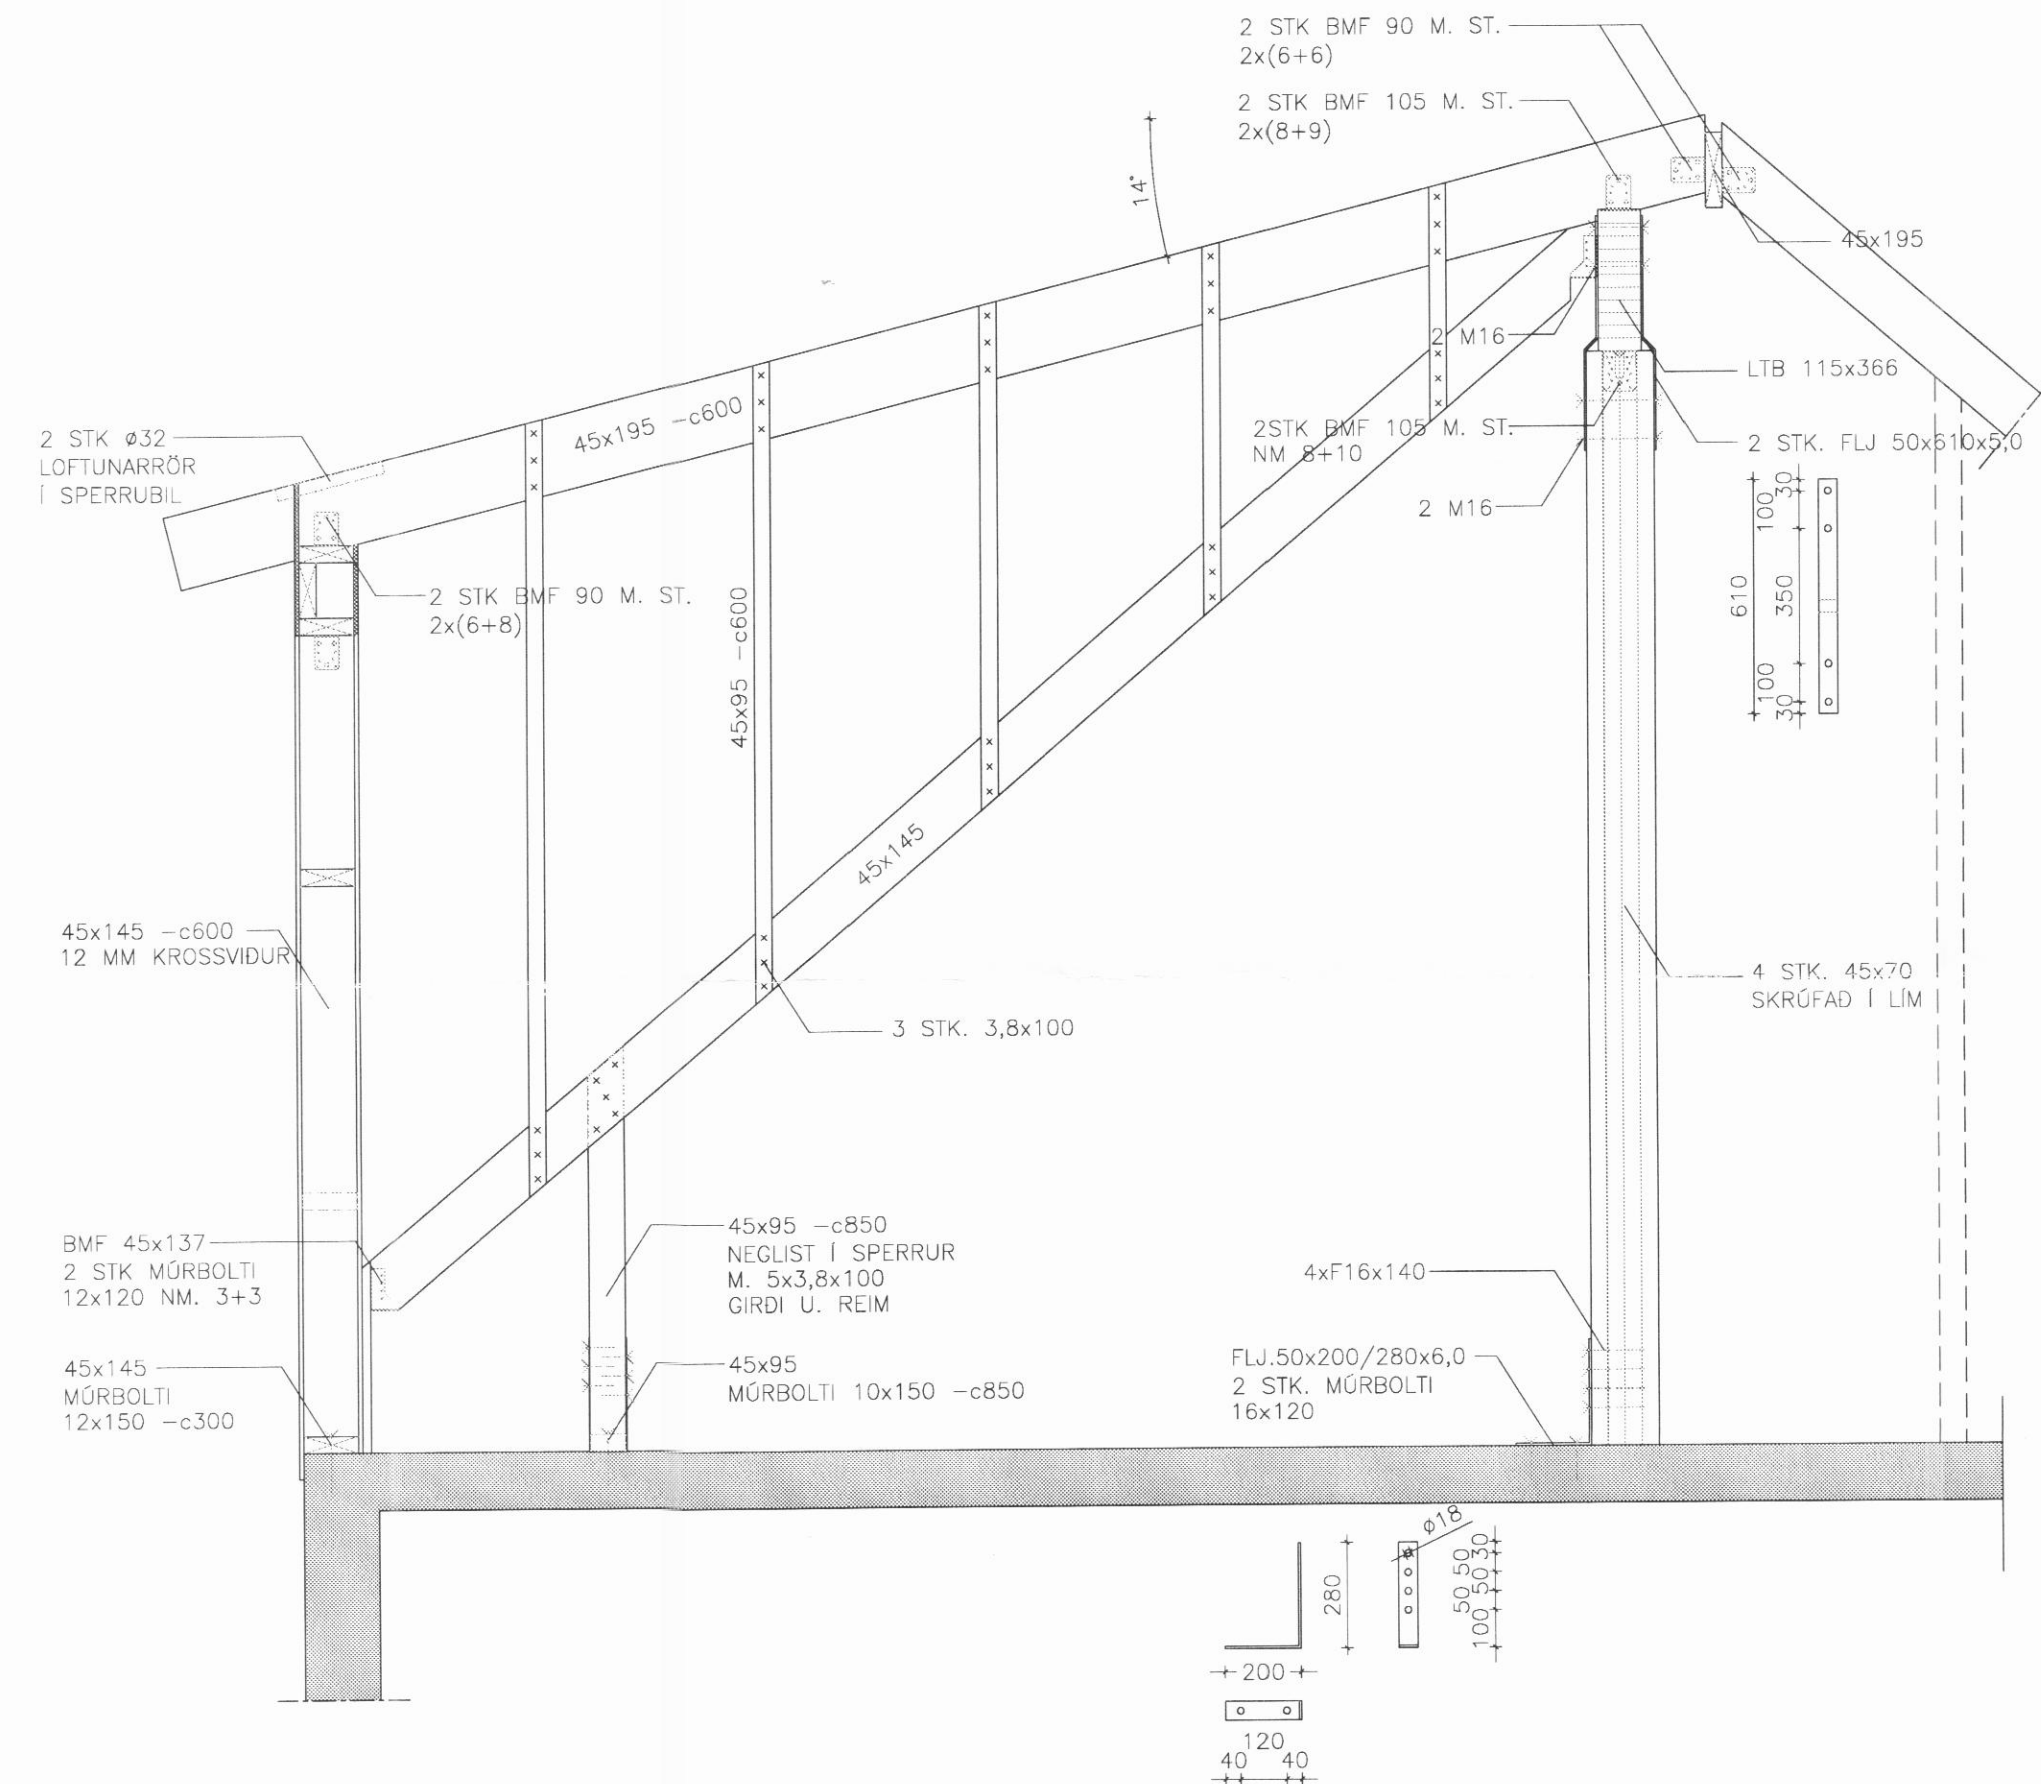 2 STK BMF 90 M. ST.
2x(6+6)
2 STK BMF 105 M. ST.
2x(8+9)
14°
45x195
2 M16
LTB 115x366
2STK BMF 105 M. ST.
NM 8+10
2 STK. FLJ 50x610x5,0
2 M16
45x195 -c600
2 STK ø32
LOFTUNARRÖR
Í SPERRUBIL
2 STK BMF 90 M. ST.
2x(6+8)
45x95 -c600
30
100
350
100
30
610
45x145
45x145 -c600
12 MM KROSSVIÐUR
4 STK. 45x70
SKRÚFAÐ Í LÍM
3 STK. 3,8x100
BMF 45x137
2 STK MÚRBOLTI
12x120 NM. 3+3
45x95 -c850
NEGLIST Í SPERRUR
M. 5x3,8x100
GIRÐI U. REIM
4xF16x140
45x145
MÚRBOLTI
12x150 -c300
45x95
MÚRBOLTI 10x150 -c850
FLJ.50x200/280x6,0
2 STK. MÚRBOLTI
16x120
ø18
280
30
50
50
50
100
200
120
40 40